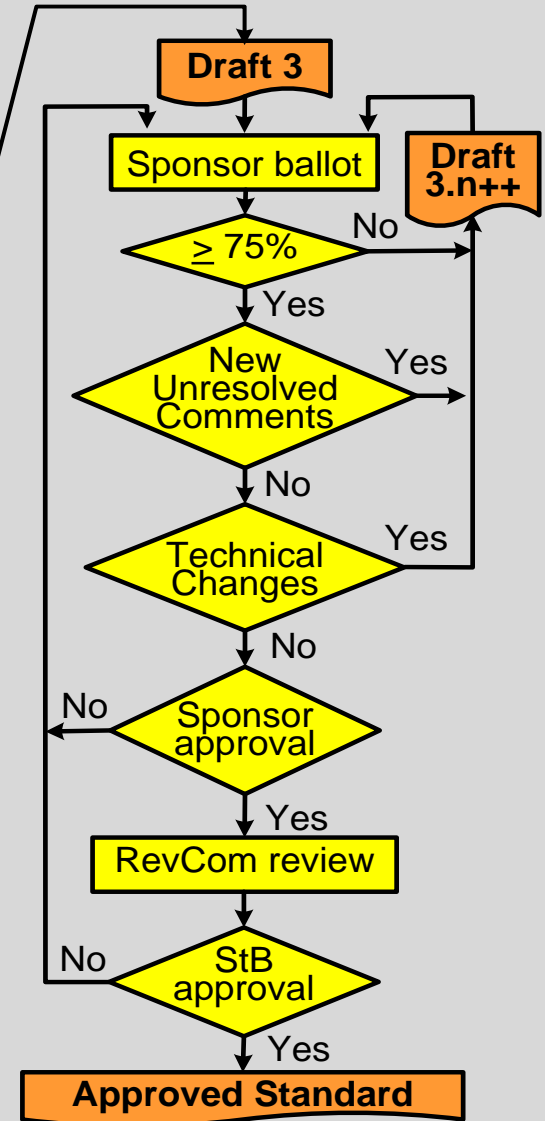 Draft 3
Sponsor ballot
Draft
3.n++
≥ 75%
No
Yes
New
Unresolved
Comments
Yes
No
Technical
Changes
Yes
No
Sponsor
approval
No
Yes
RevCom review
StB
approval
No
Yes
Approved Standard